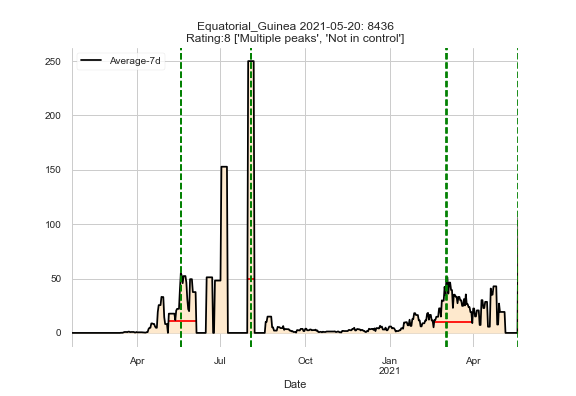 Equatorial_Guinea 2021-05-20: 8436
Rating:8 ['Multiple peaks', 'Not in control']
Average-7d
250
200
150
100
50
0
Apr
Jul
Oct
Jan
2021
Apr
Date